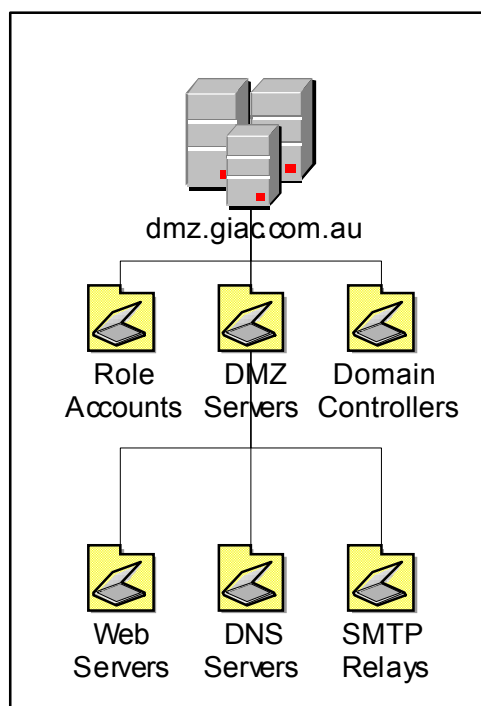 dmz.giac.com.au
Role
Accounts
DMZ
Servers
Domain
Controllers
Web
Servers
DNS
Servers
SMTP
Relays